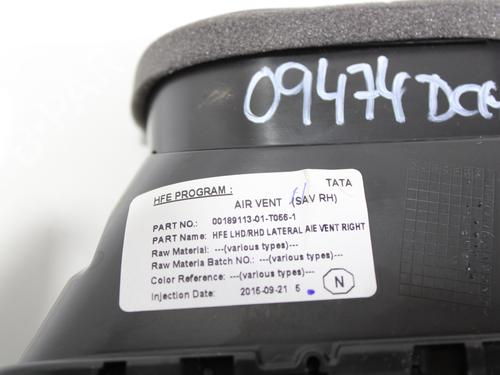 09474
HFE PROGRAM : TATA
AIR VENT (SAV RH)
PART NO.: 00189113-01-T056-1
PART Name: HFE LHD/RHD LATERAL AIE VENT RIGHT
Raw Material: ---(various types)---
Raw Materia Batch NO.: ---(various types)---
Color Reference: ---(various types)---
Injection Date: 2015-09-21 5
N